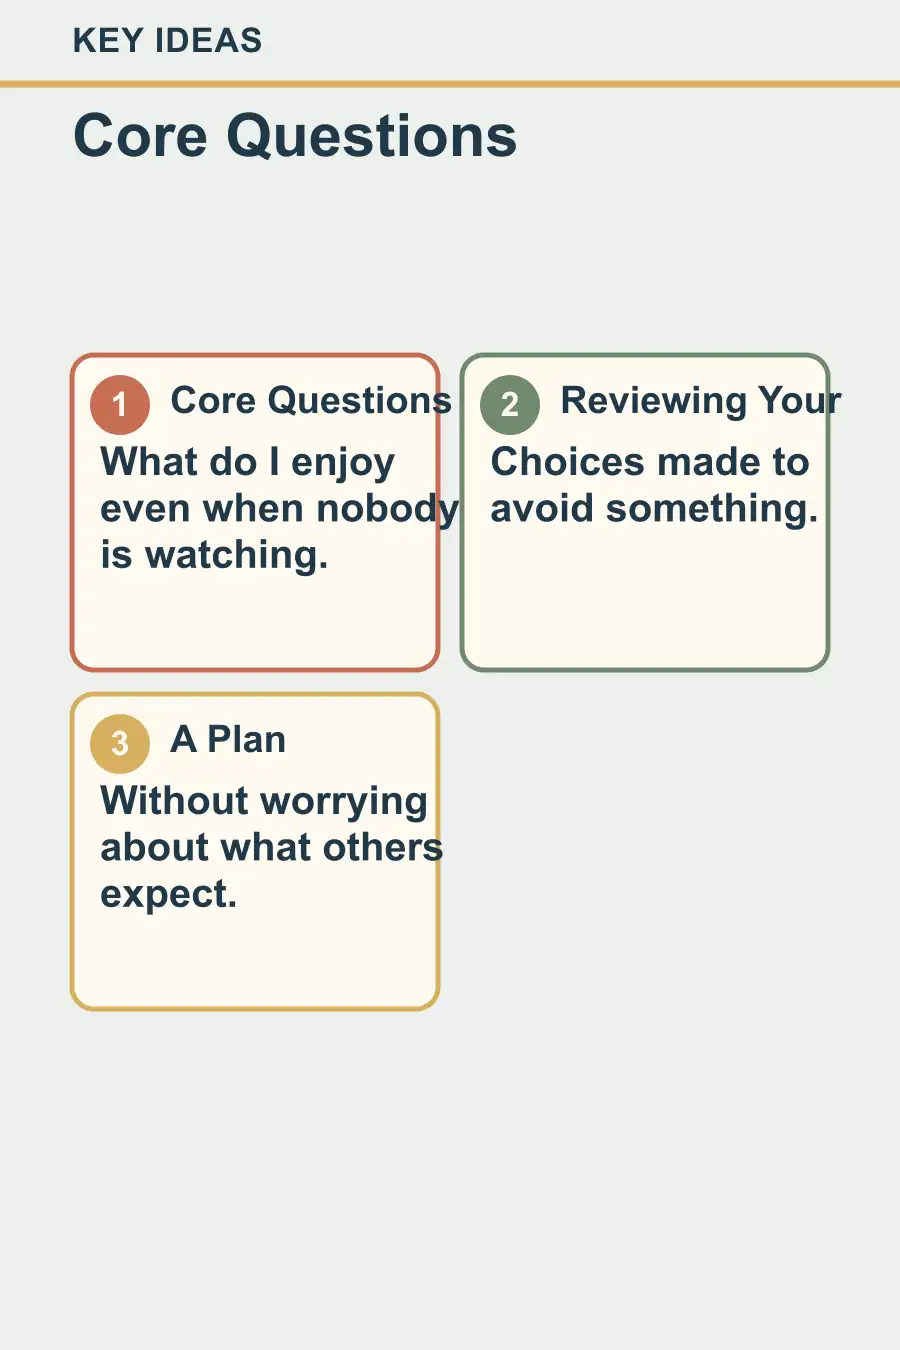 KEY IDEAS
Core Questions
1 Core Questions
What do I enjoy
even when nobody
is watching.
2 Reviewing Your
Choices made to
avoid something.
3 A Plan
Without worrying
about what others
expect.